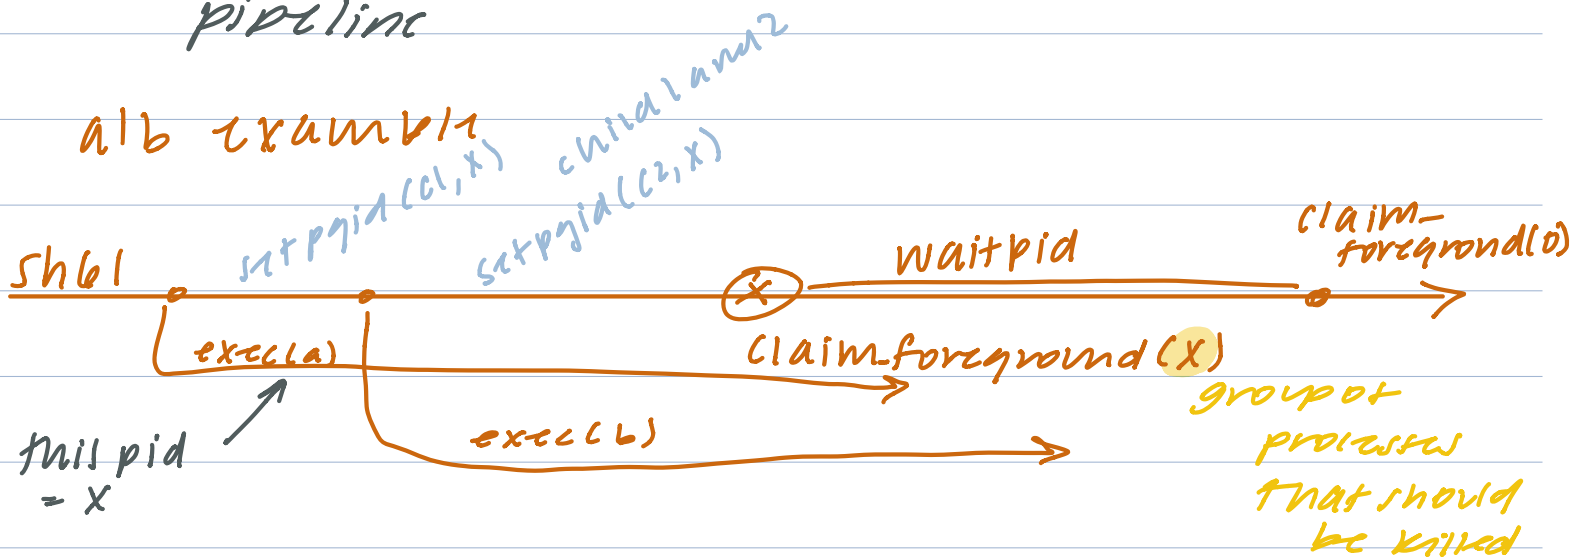 pipeline
a|b example
setpgid(c1,x)
child 1 and 2
setpgid(c2,x)
sh61
waitpid
claim_
foreground(0)
x
exec(a)
claim_foreground(x)
this pid
= x
exec(b)
group of
processes
that should
be killed